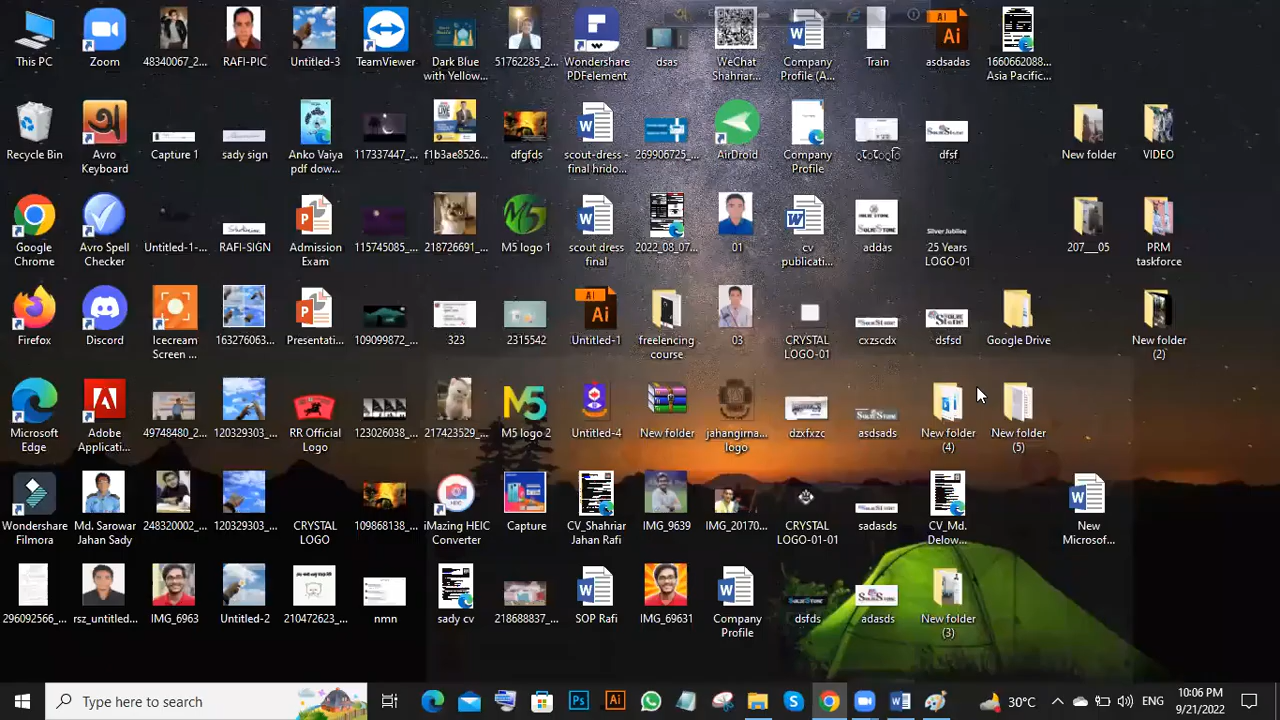 This PC
Zoom
48340067_2...
RAFI-PIC
Untitled-3
TeamViewer
Dark Blue
with Yellow...
51762285_2...
Wondershare
PDFelement
dsas
WeChat
Shahriar...
Company
Profile (A...
Train
asdsadas
1660662088...
Asia Pacific...
Recycle Bin
Avro
Keyboard
Capture 1
sady sign
Anko Vaiya
pdf dow...
117337447_...
f1b3ae8526...
dfgfds
scout-dress -
final hrido...
269906725_...
AirDroid
Company
Profile
dfsf
New folder
VIDEO
Google
Chrome
Avro Spell
Checker
Untitled-1-...
RAFI-SIGN
Admission
Exam
115745085_...
218726691_...
M5 logo 1
scout dress
final
2022_08_07...
01
cv
publicati...
addas
25 Years
LOGO-01
207___05
PRM
taskforce
Firefox
Discord
Icecream
Screen ...
163276063...
Presentati...
109099872_...
323
2315542
Untitled-1
freelencing
course
03
CRYSTAL
LOGO-01
cxzscdx
dsfsd
Google Drive
New folder
(2)
Microsoft
Adobe
Applicati...
49748480_2...
120329303_...
RR Official
Logo
123026038_...
217423529_...
M5 logo 2
Untitled-4
New folder
jahangirna...
logo
dzxfxzc
asdsads
New folder
(4)
New folder
(5)
Wondershare
Filmora
Md. Sarowar
Jahan Sady
248320002_...
120329303_...
CRYSTAL
LOGO
109868138_...
iMazing HEIC
Converter
Capture
CV_Shahriar
Jahan Rafi
IMG_9639
IMG_20170...
CRYSTAL
LOGO-01-01
sadasds
CV_Md.
Delow...
New
Microsof...
296092566_...
rsz_untitled...
IMG_6963
Untitled-2
210472623_...
nmn
sady cv
218688837_...
SOP Rafi
IMG_69631
Company
Profile
dsfds
adasds
New folder
(3)
Type here to search
30°C
ENG
10:06 PM
9/21/2022